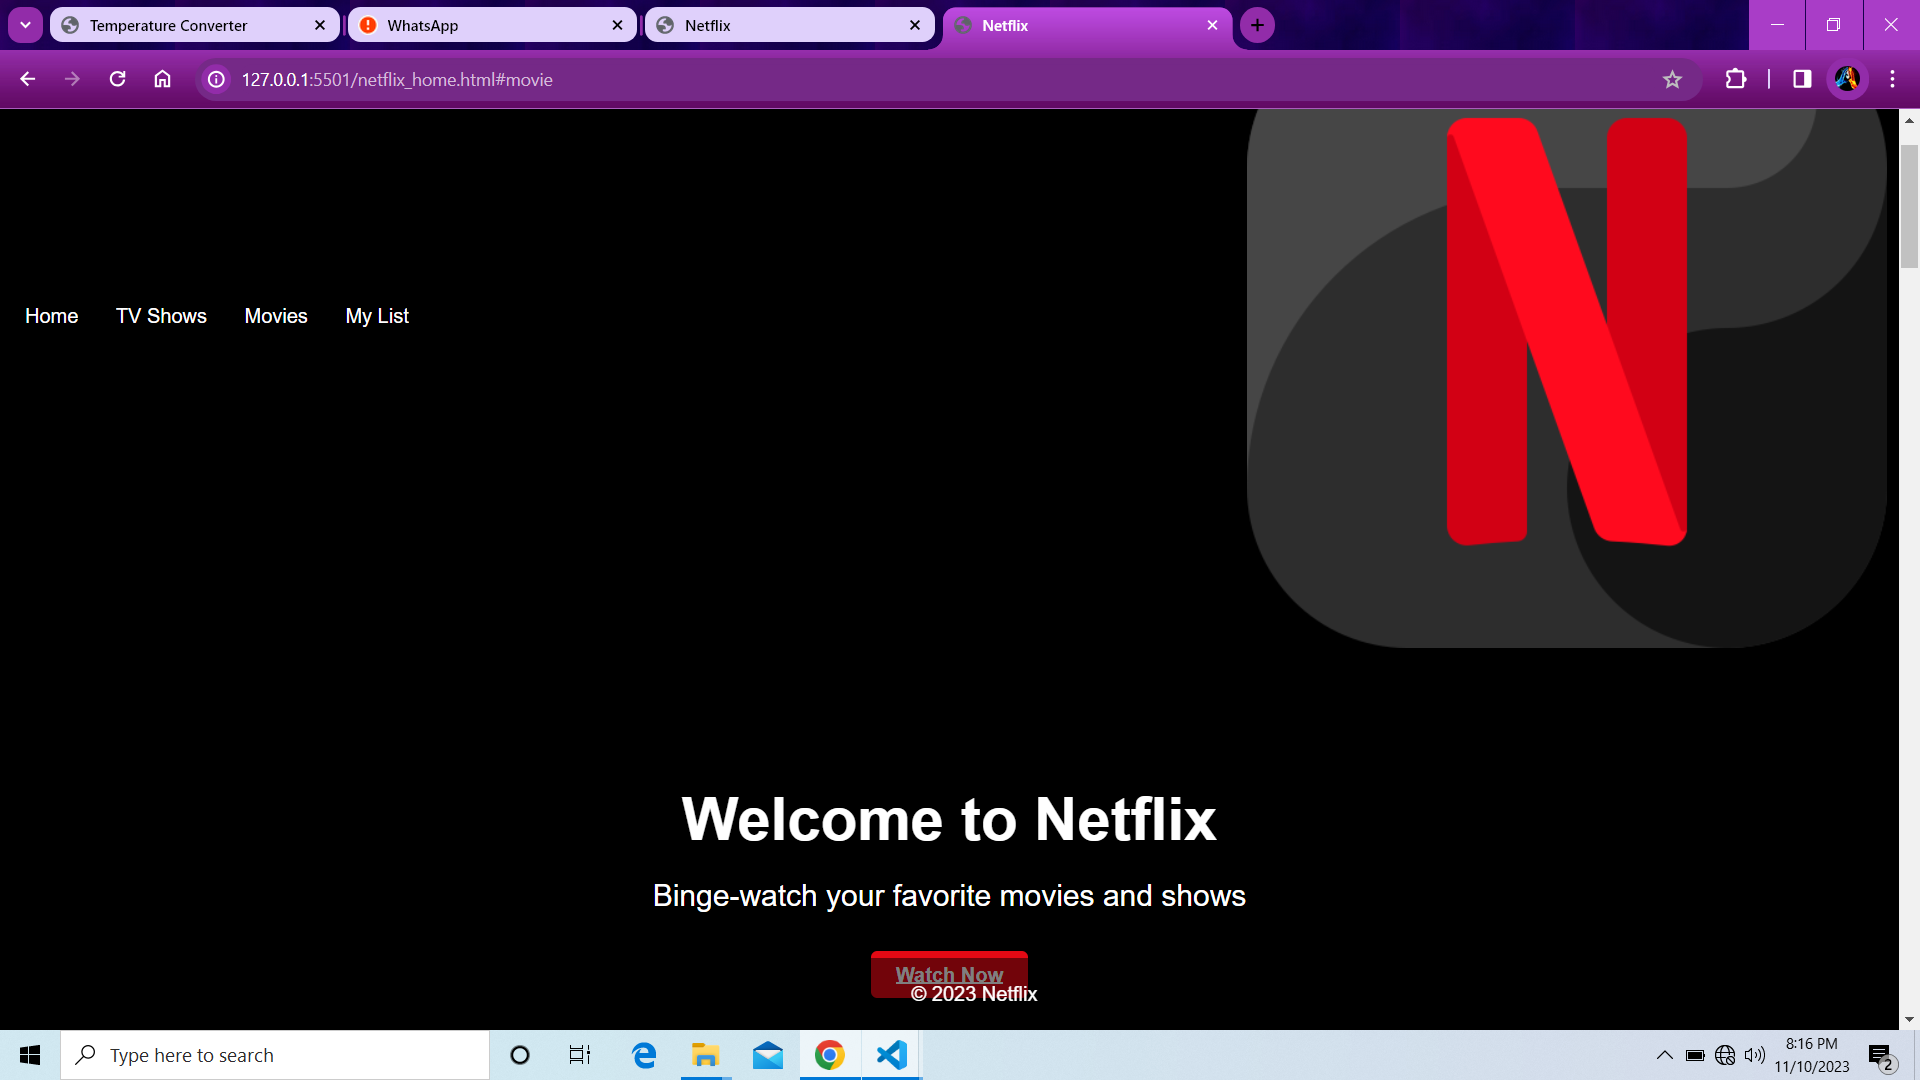 Temperature Converter
WhatsApp
Netflix
Netflix
127.0.0.1:5501/netflix_home.html#movie
N
Home TV Shows Movies My List
Welcome to Netflix
Binge-watch your favorite movies and shows
Watch Now
© 2023 Netflix
Type here to search
8:16 PM
11/10/2023
2